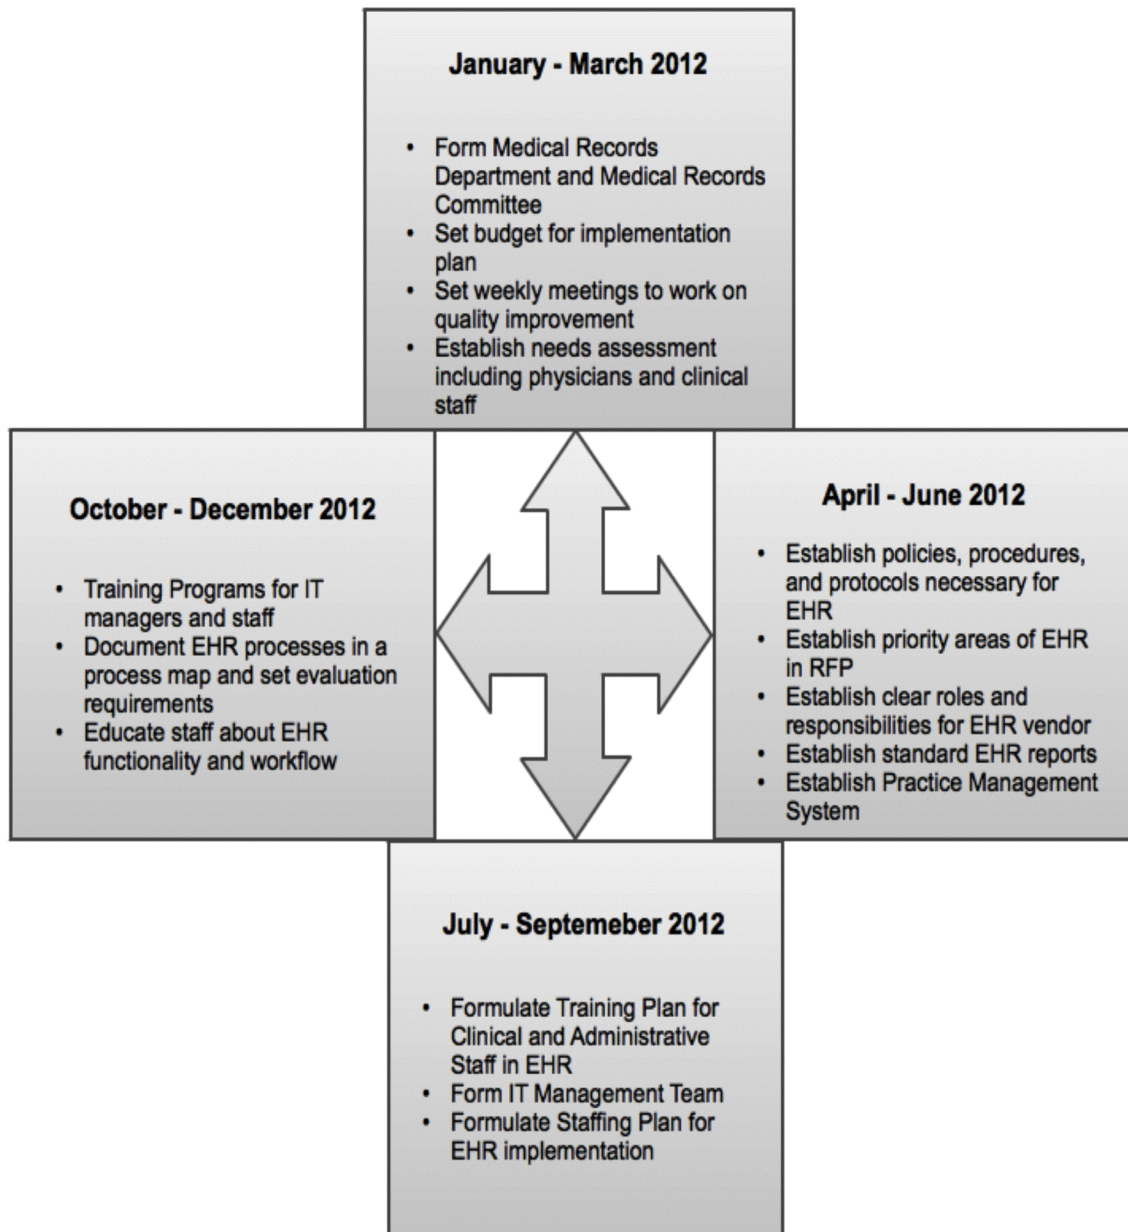 January - March 2012
• Form Medical Records
Department and Medical Records
Committee
• Set budget for implementation
plan
• Set weekly meetings to work on
quality improvement
• Establish needs assessment
including physicians and clinical
staff
October - December 2012
• Training Programs for IT
managers and staff
• Document EHR processes in a
process map and set evaluation
requirements
• Educate staff about EHR
functionality and workflow
April - June 2012
• Establish policies, procedures,
and protocols necessary for
EHR
• Establish priority areas of EHR
in RFP
• Establish clear roles and
responsibilities for EHR vendor
• Establish standard EHR reports
• Establish Practice Management
System
July - Septemeber 2012
• Formulate Training Plan for
Clinical and Administrative
Staff in EHR
• Form IT Management Team
• Formulate Staffing Plan for
EHR implementation